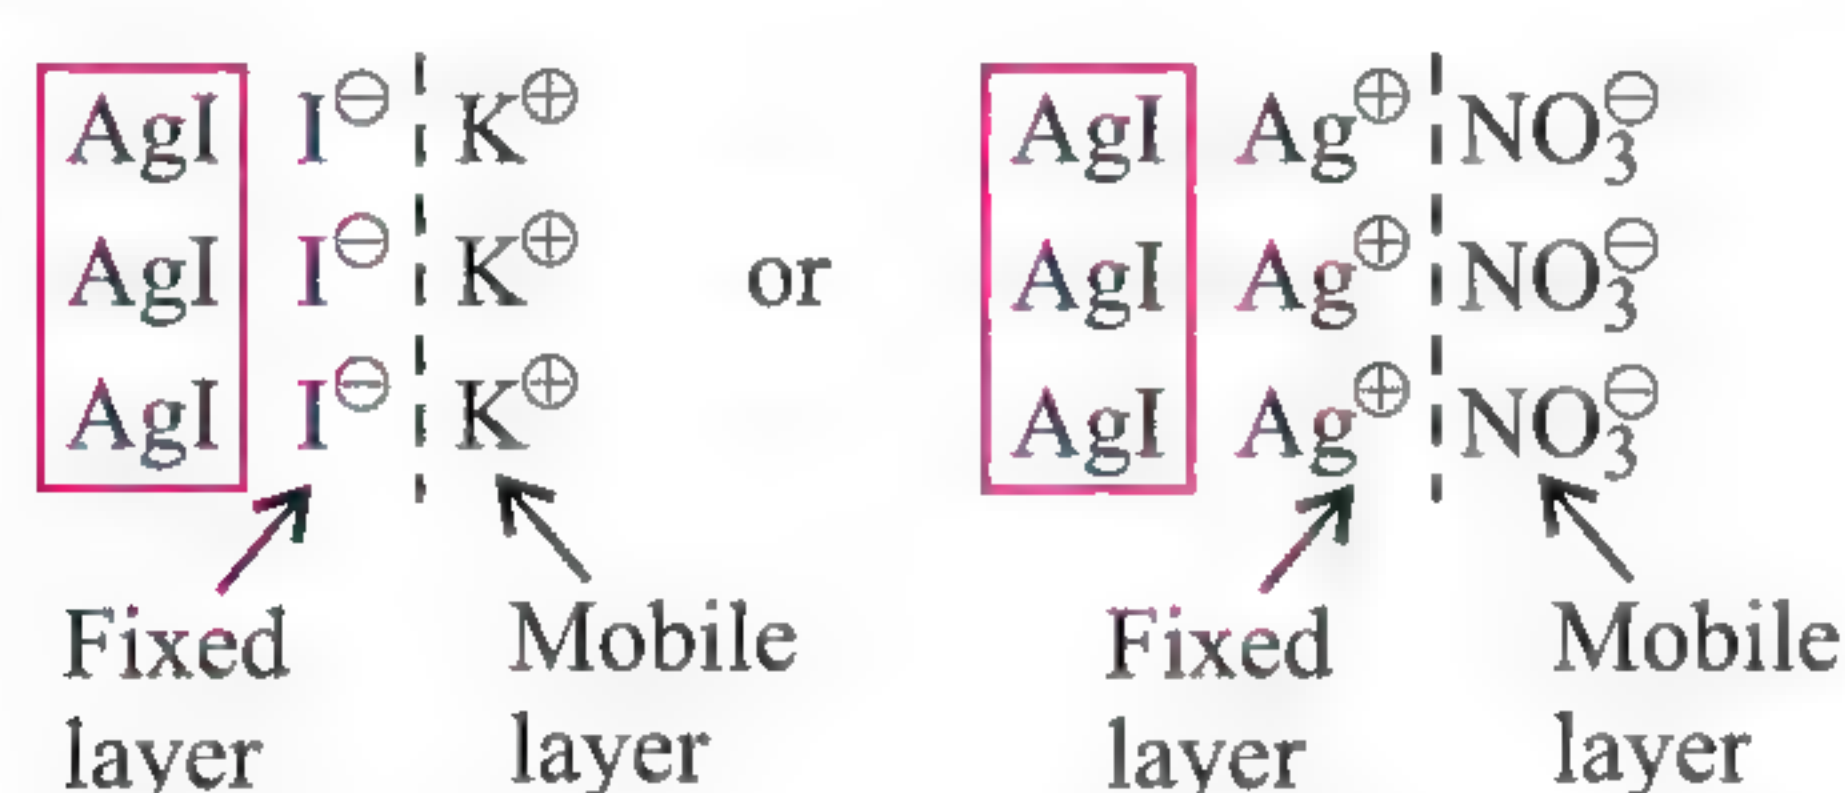 AgI I⊖ K⊕ AgI Ag⊕ NO₃⊖
AgI I⊖ K⊕ or AgI Ag⊕ NO₃⊖
AgI I⊖ K⊕ AgI Ag⊕ NO₃⊖
Fixed Mobile Fixed Mobile
layer layer layer layer